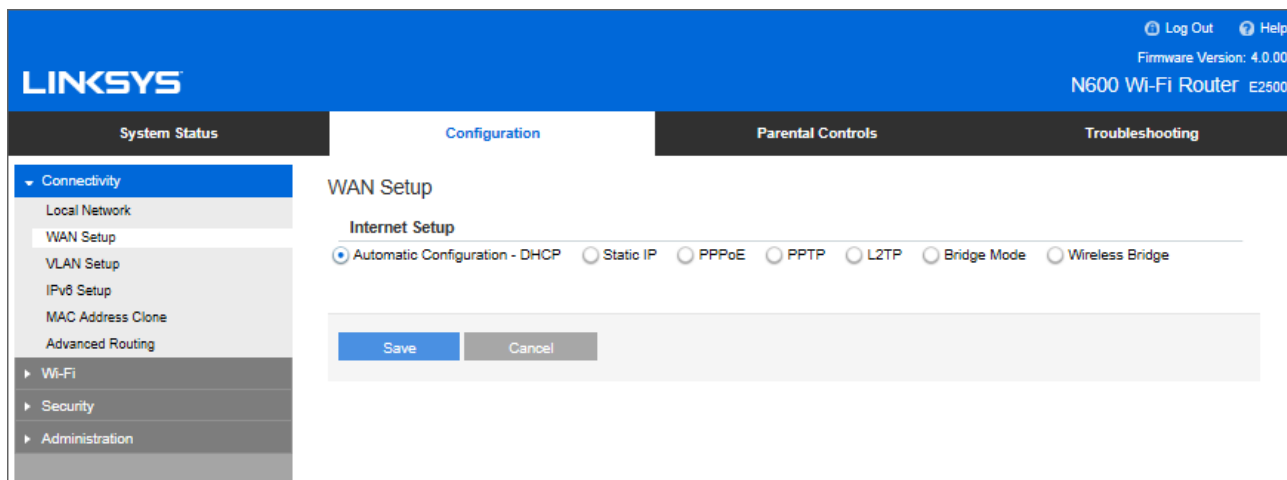 Log Out Help
Firmware Version: 4.0.00
LINKSYS
N600 Wi-Fi Router E2500
System Status Configuration Parental Controls Troubleshooting
Connectivity
Local Network
WAN Setup
VLAN Setup
IPv6 Setup
MAC Address Clone
Advanced Routing
Wi-Fi
Security
Administration
WAN Setup
Internet Setup
Automatic Configuration - DHCP Static IP PPPoE PPTP L2TP Bridge Mode Wireless Bridge
Save Cancel